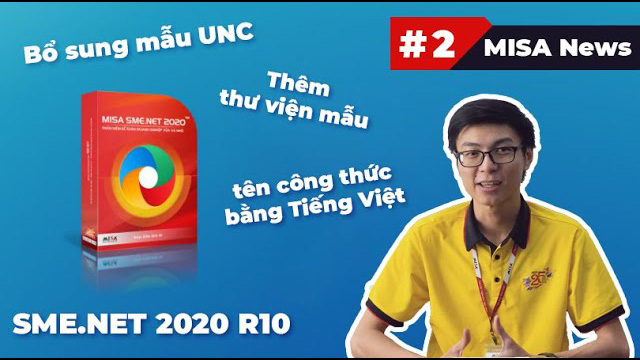 Bổ sung mẫu UNC
#2
MISA News
Thêm
thư viện mẫu
MISA SME.NET 2020
tên công thức
bằng Tiếng Việt
MISA
SME.NET 2020 R10